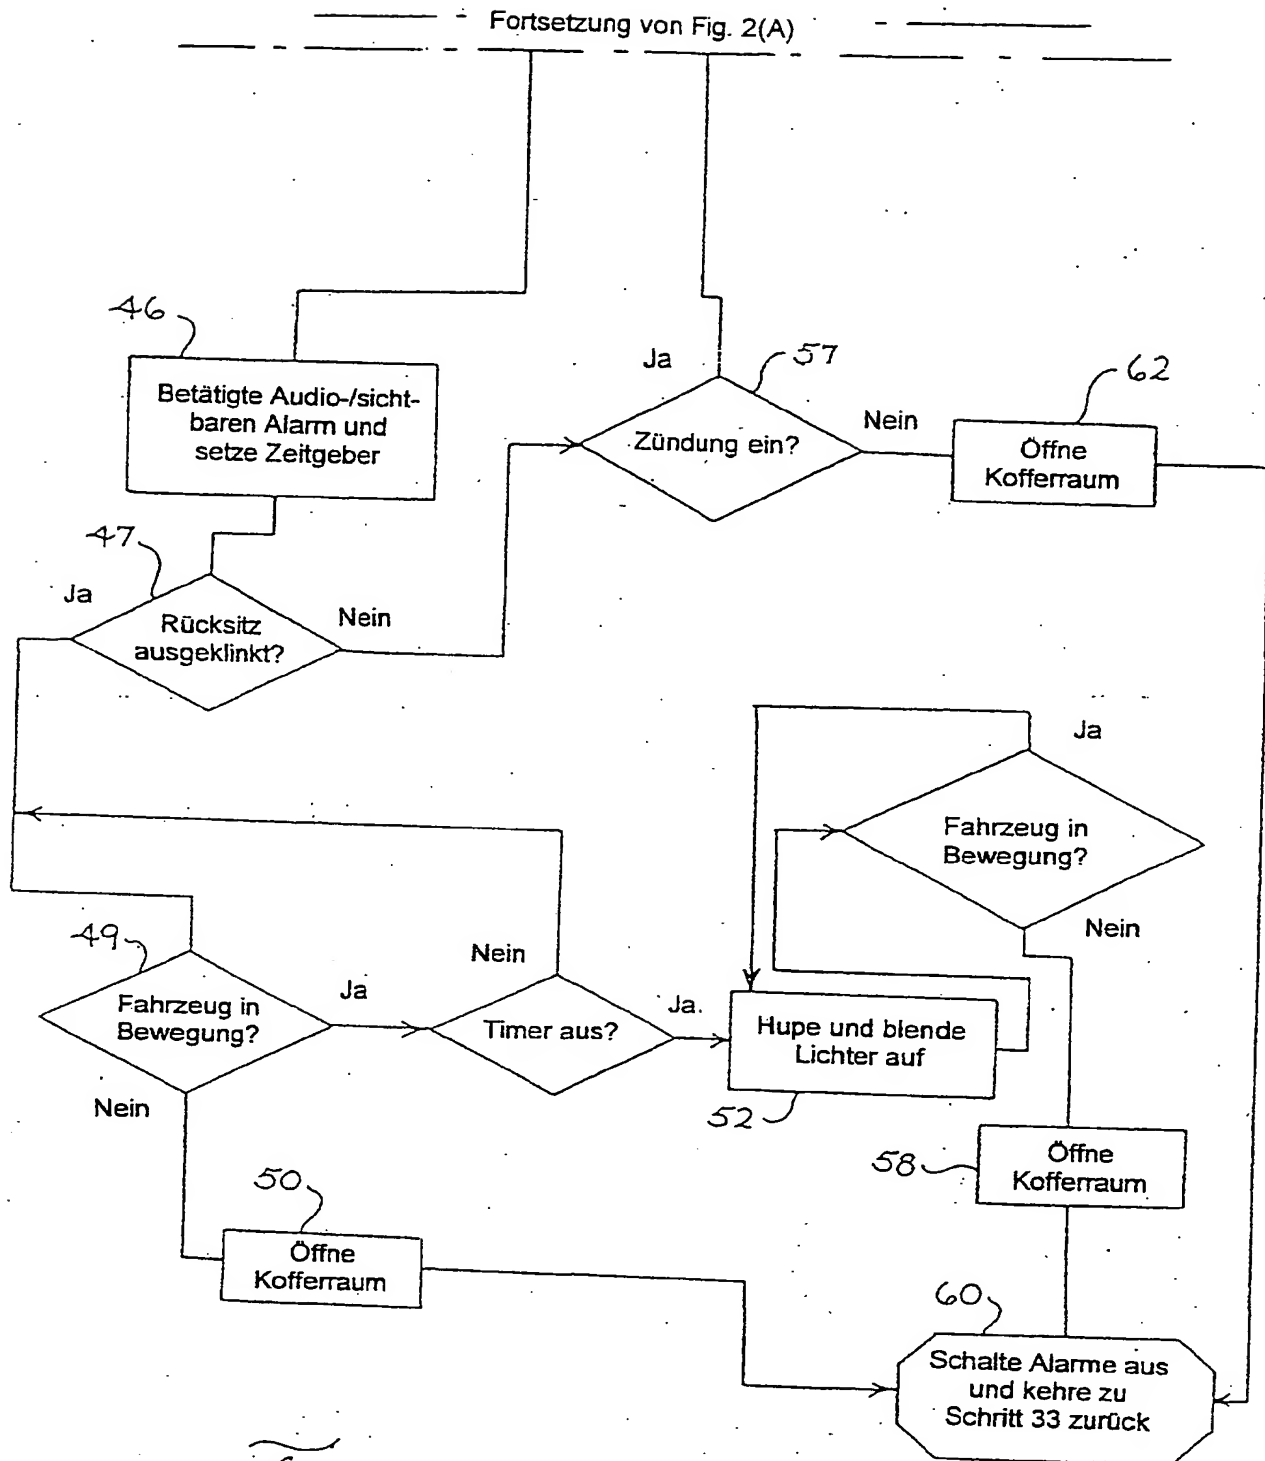 Fortsetzung von Fig. 2(A)
46
Betätigte Audio-/sicht-
baren Alarm und
setze Zeitgeber
Ja
57
Zündung ein?
Nein
62
Öffne
Kofferraum
47
Ja
Rücksitz
ausgeklinkt?
Nein
Ja
Fahrzeug in
Bewegung?
Nein
49
Fahrzeug in
Bewegung?
Ja
Nein
Nein
Timer aus?
Ja.
Hupe und blende
Lichter auf
52
58
Öffne
Kofferraum
50
Öffne
Kofferraum
60
Schalte Alarme aus
und kehre zu
Schritt 33 zurück